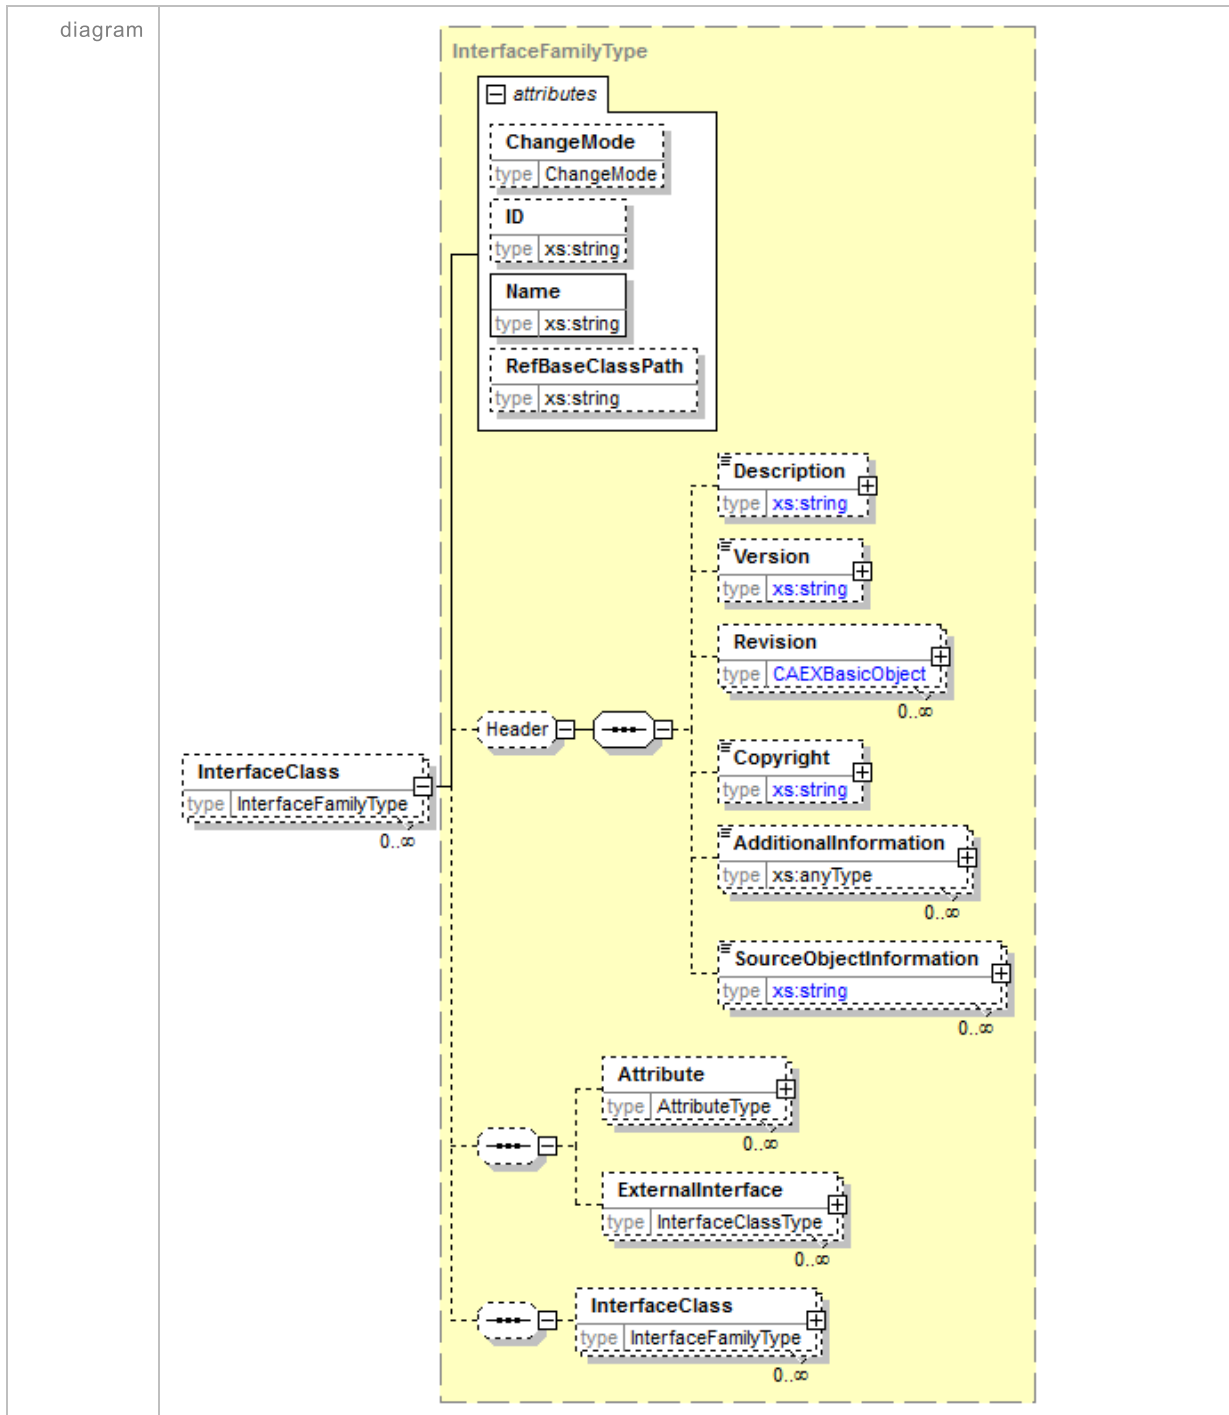 diagram
InterfaceFamilyType
attributes
ChangeMode
type ChangeMode
ID
type xs:string
Name
type xs:string
RefBaseClassPath
type xs:string
Description
type xs:string
Version
type xs:string
Revision
type CAEXBasicObject
0..∞
Header
Copyright
type xs:string
InterfaceClass
type InterfaceFamilyType
0..∞
AdditionalInformation
type xs:anyType
0..∞
SourceObjectInformation
type xs:string
0..∞
Attribute
type AttributeType
0..∞
ExternalInterface
type InterfaceClassType
0..∞
InterfaceClass
type InterfaceFamilyType
0..∞